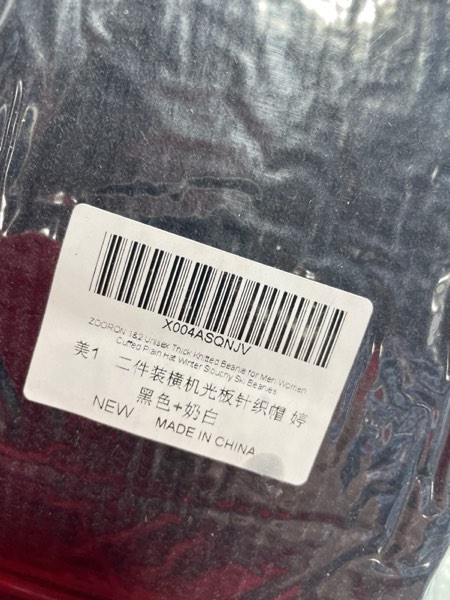 X004ASQNJV
ZOORON 1&2 Unisex Thick Knitted Beanie for Men Women
Cuffed Plain Hat Winter Slouchy Ski Beanies
美1 二件装横机光板针织帽 婷
黑色+奶白
NEW
MADE IN CHINA